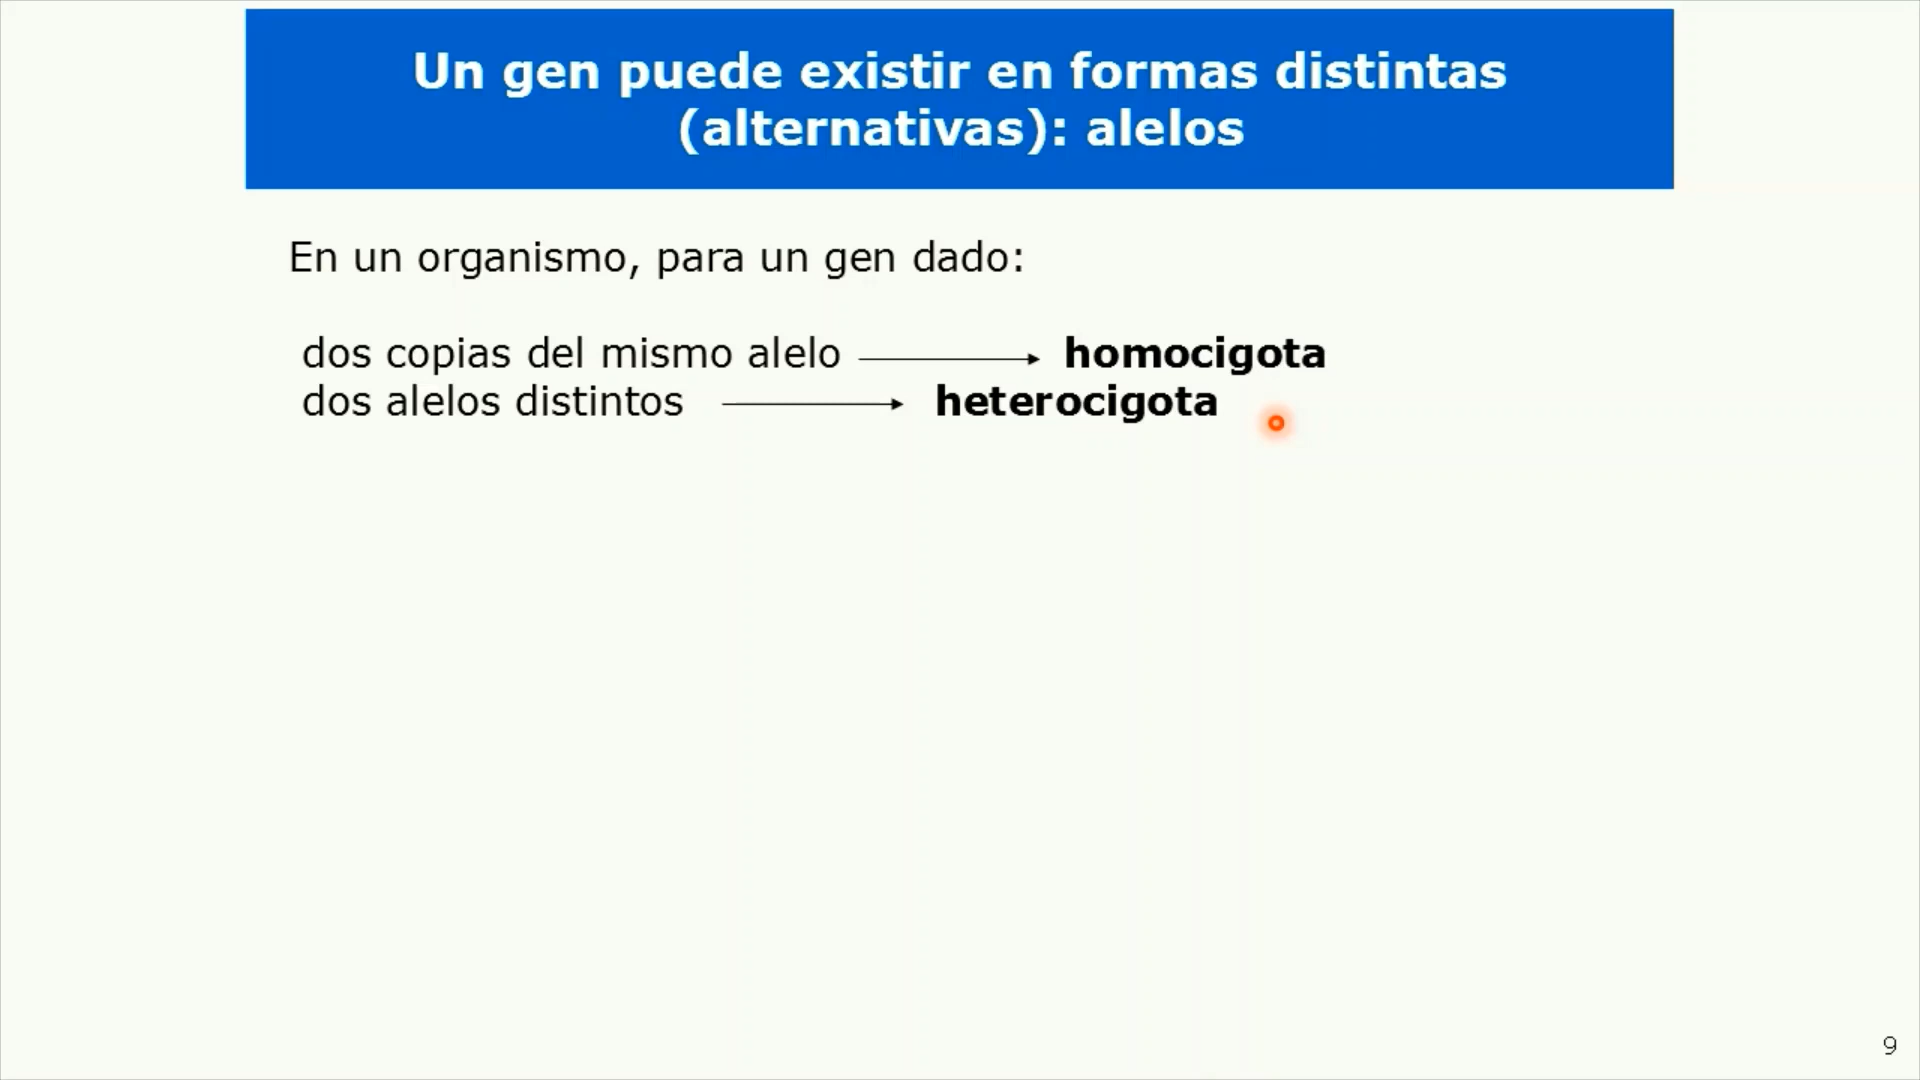 Un gen puede existir en formas distintas
(alternativas): alelos
En un organismo, para un gen dado:
dos copias del mismo alelo homocigota
dos alelos distintos heterocigota
9